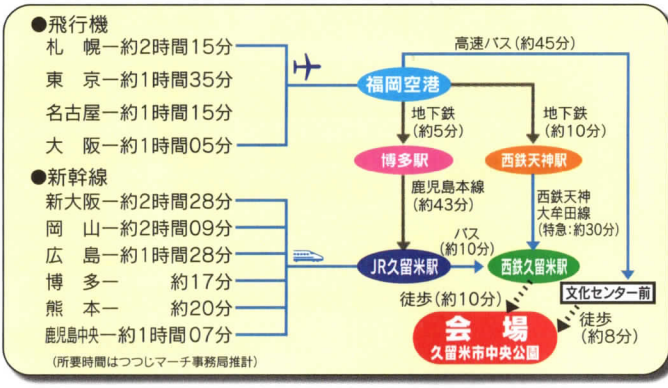 ●飛行機
札　幌―約2時間15分
東　京―約1時間35分
名古屋―約1時間15分
大　阪―約1時間05分
●新幹線
新大阪―約2時間28分
岡　山―約2時間09分
広　島―約1時間28分
博　多―　　約17分
熊　本―　　約20分
鹿児島中央―約1時間07分
(所要時間はつつじマーチ事務局推計)
高速バス(約45分)
福岡空港
地下鉄
(約5分)
地下鉄
(約10分)
博多駅
西鉄天神駅
鹿児島本線
(約43分)
西鉄天神
大牟田線
(特急:約30分)
バス
(約10分)
JR久留米駅
西鉄久留米駅
文化センター前
徒歩(約10分)
徒歩
(約8分)
会　場
久留米市中央公園